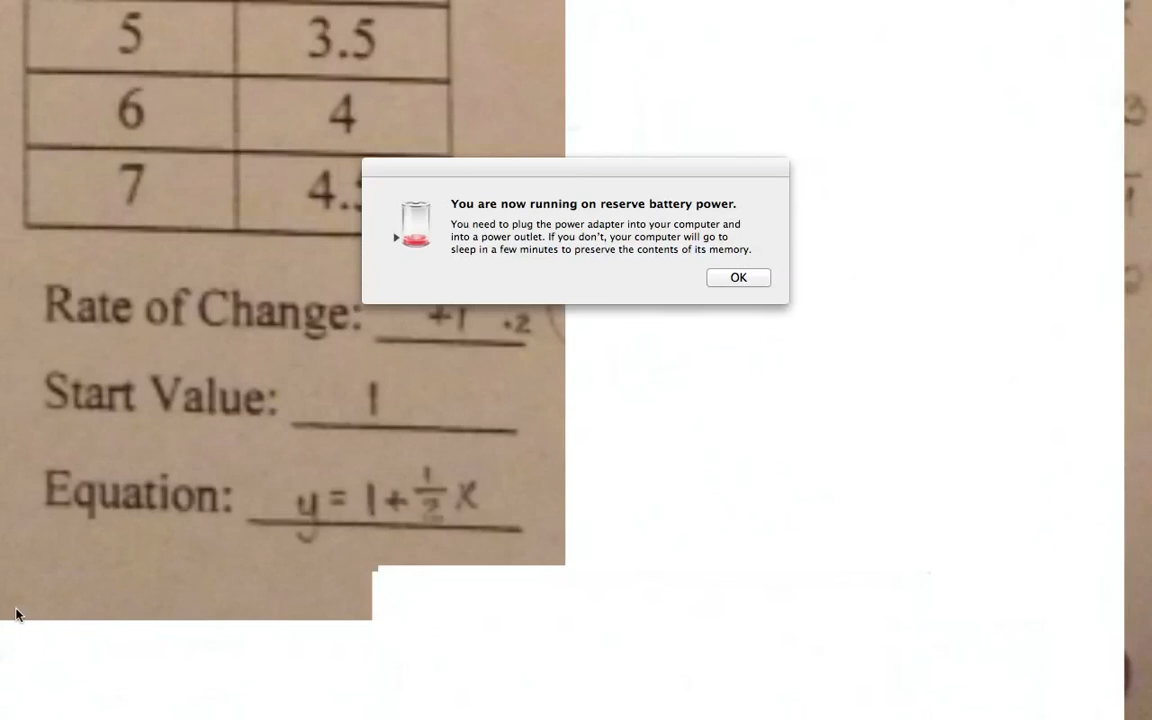 5 3.5
6 4
7 4.
You are now running on reserve battery power.
You need to plug the power adapter into your computer and
into a power outlet. If you don't, your computer will go to
sleep in a few minutes to preserve the contents of its memory.
OK
Rate of Change: +1 .2
Start Value: 1
Equation: y = 1 + 1/2 x